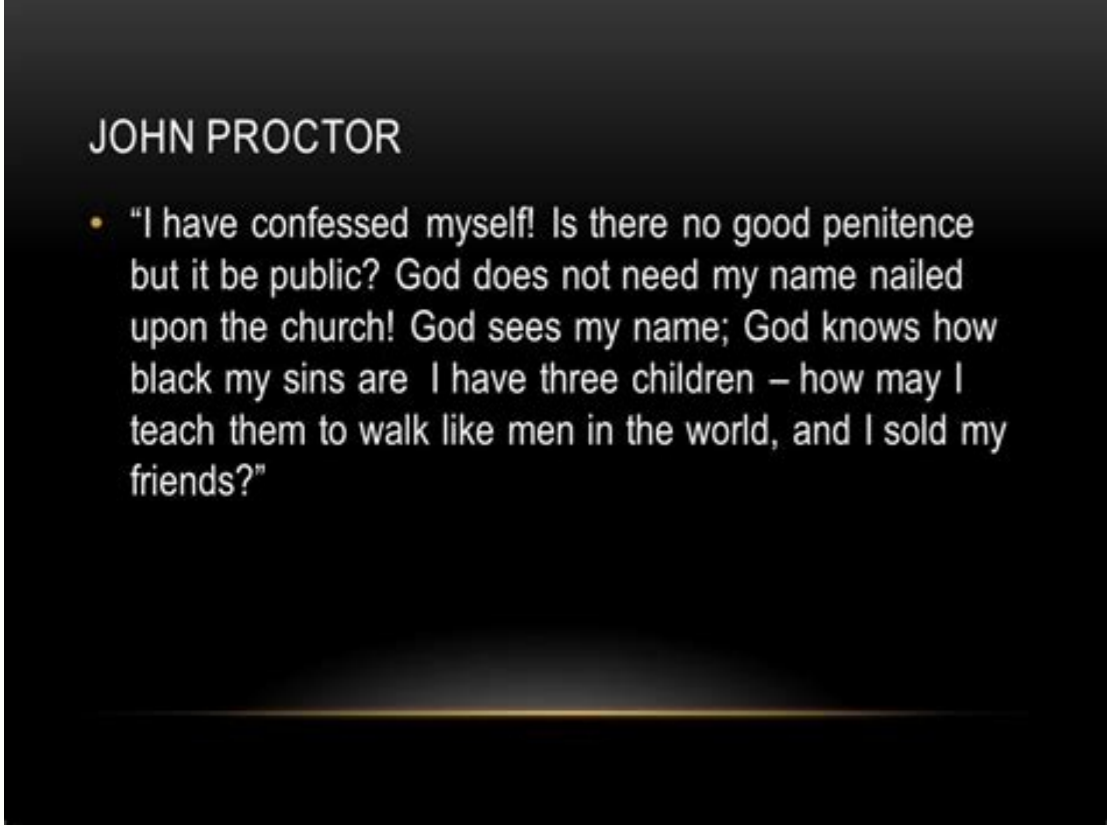 JOHN PROCTOR
• “I have confessed myself! Is there no good penitence
but it be public? God does not need my name nailed
upon the church! God sees my name; God knows how
black my sins are  I have three children – how may I
teach them to walk like men in the world, and I sold my
friends?”